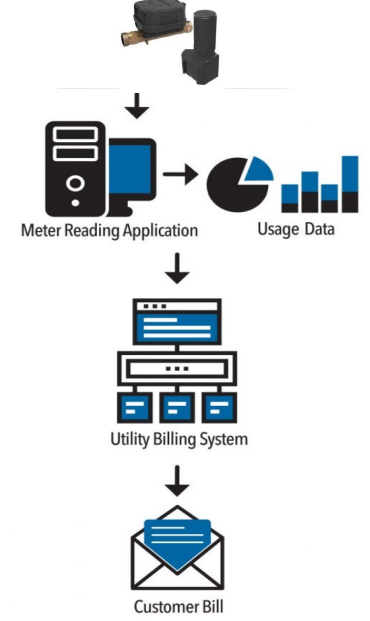 Meter Reading Application
Usage Data
Utility Billing System
Customer Bill